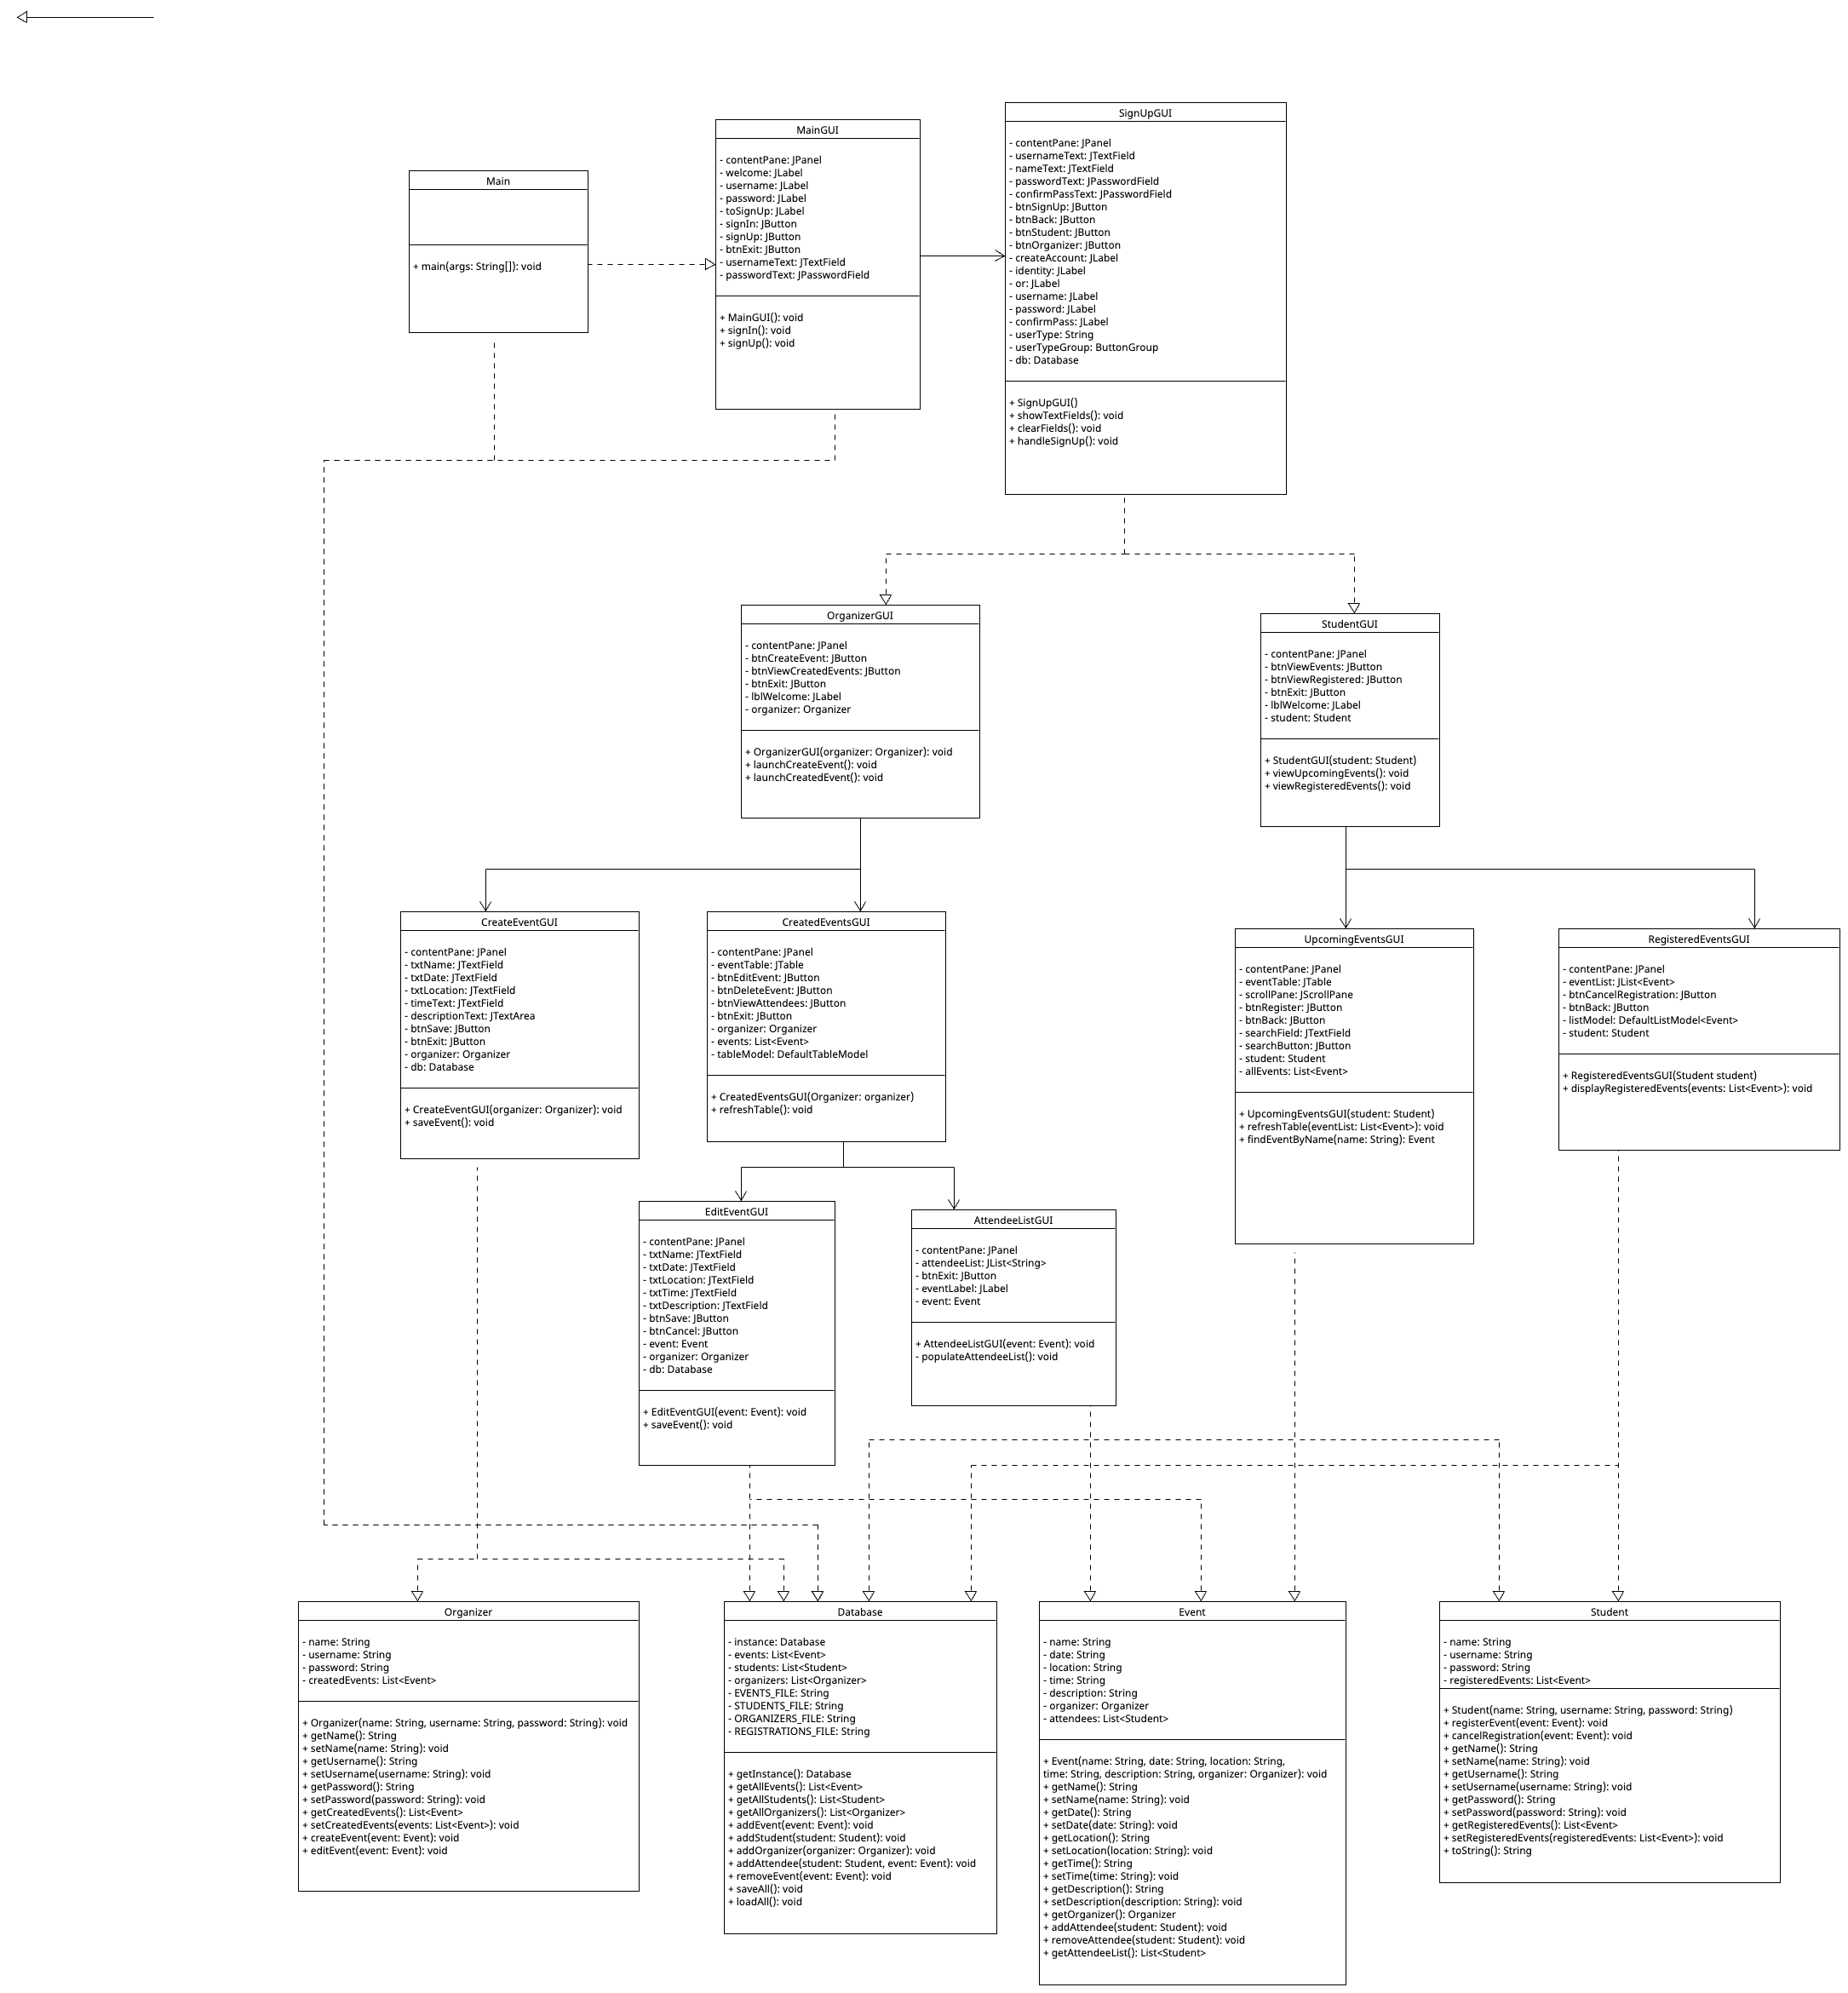 Main
+ main(args: String[]): void
MainGUI
- contentPane: JPanel
- welcome: JLabel
- username: JLabel
- password: JLabel
- toSignUp: JLabel
- signIn: JButton
- signUp: JButton
- btnExit: JButton
- usernameText: JTextField
- passwordText: JPasswordField
+ MainGUI(): void
+ signIn(): void
+ signUp(): void
SignUpGUI
- contentPane: JPanel
- usernameText: JTextField
- nameText: JTextField
- passwordText: JPasswordField
- confirmPassText: JPasswordField
- btnSignUp: JButton
- btnBack: JButton
- btnStudent: JButton
- btnOrganizer: JButton
- createAccount: JLabel
- identity: JLabel
- or: JLabel
- username: JLabel
- password: JLabel
- confirmPass: JLabel
- userType: String
- userTypeGroup: ButtonGroup
- db: Database
+ SignUpGUI()
+ showTextFields(): void
+ clearFields(): void
+ handleSignUp(): void
OrganizerGUI
- contentPane: JPanel
- btnCreateEvent: JButton
- btnViewCreatedEvents: JButton
- btnExit: JButton
- lblWelcome: JLabel
- organizer: Organizer
+ OrganizerGUI(organizer: Organizer): void
+ launchCreateEvent(): void
+ launchCreatedEvent(): void
StudentGUI
- contentPane: JPanel
- btnViewEvents: JButton
- btnViewRegistered: JButton
- btnExit: JButton
- lblWelcome: JLabel
- student: Student
+ StudentGUI(student: Student)
+ viewUpcomingEvents(): void
+ viewRegisteredEvents(): void
CreateEventGUI
- contentPane: JPanel
- txtName: JTextField
- txtDate: JTextField
- txtLocation: JTextField
- timeText: JTextField
- descriptionText: JTextArea
- btnSave: JButton
- btnExit: JButton
- organizer: Organizer
- db: Database
+ CreateEventGUI(organizer: Organizer): void
+ saveEvent(): void
CreatedEventsGUI
- contentPane: JPanel
- eventTable: JTable
- btnEditEvent: JButton
- btnDeleteEvent: JButton
- btnViewAttendees: JButton
- btnExit: JButton
- organizer: Organizer
- events: List<Event>
- tableModel: DefaultTableModel
+ CreatedEventsGUI(Organizer: organizer)
+ refreshTable(): void
UpcomingEventsGUI
- contentPane: JPanel
- eventTable: JTable
- scrollPane: JScrollPane
- btnRegister: JButton
- btnBack: JButton
- searchField: JTextField
- searchButton: JButton
- student: Student
- allEvents: List<Event>
+ UpcomingEventsGUI(student: Student)
+ refreshTable(eventList: List<Event>): void
+ findEventByName(name: String): Event
RegisteredEventsGUI
- contentPane: JPanel
- eventList: JList<Event>
- btnCancelRegistration: JButton
- btnBack: JButton
- listModel: DefaultListModel<Event>
- student: Student
+ RegisteredEventsGUI(Student student)
+ displayRegisteredEvents(events: List<Event>): void
EditEventGUI
- contentPane: JPanel
- txtName: JTextField
- txtDate: JTextField
- txtLocation: JTextField
- txtTime: JTextField
- txtDescription: JTextField
- btnSave: JButton
- btnCancel: JButton
- event: Event
- organizer: Organizer
- db: Database
+ EditEventGUI(event: Event): void
+ saveEvent(): void
AttendeeListGUI
- contentPane: JPanel
- attendeeList: JList<String>
- btnExit: JButton
- eventLabel: JLabel
- event: Event
+ AttendeeListGUI(event: Event): void
- populateAttendeeList(): void
Organizer
- name: String
- username: String
- password: String
- createdEvents: List<Event>
+ Organizer(name: String, username: String, password: String): void
+ getName(): String
+ setName(name: String): void
+ getUsername(): String
+ setUsername(username: String): void
+ getPassword(): String
+ setPassword(password: String): void
+ getCreatedEvents(): List<Event>
+ setCreatedEvents(events: List<Event>): void
+ createEvent(event: Event): void
+ editEvent(event: Event): void
Database
- instance: Database
- events: List<Event>
- students: List<Student>
- organizers: List<Organizer>
- EVENTS_FILE: String
- STUDENTS_FILE: String
- ORGANIZERS_FILE: String
- REGISTRATIONS_FILE: String
+ getInstance(): Database
+ getAllEvents(): List<Event>
+ getAllStudents(): List<Student>
+ getAllOrganizers(): List<Organizer>
+ addEvent(event: Event): void
+ addStudent(student: Student): void
+ addOrganizer(organizer: Organizer): void
+ addAttendee(student: Student, event: Event): void
+ removeEvent(event: Event): void
+ saveAll(): void
+ loadAll(): void
Event
- name: String
- date: String
- location: String
- time: String
- description: String
- organizer: Organizer
- attendees: List<Student>
+ Event(name: String, date: String, location: String,
time: String, description: String, organizer: Organizer): void
+ getName(): String
+ setName(name: String): void
+ getDate(): String
+ setDate(date: String): void
+ getLocation(): String
+ setLocation(location: String): void
+ getTime(): String
+ setTime(time: String): void
+ getDescription(): String
+ setDescription(description: String): void
+ getOrganizer(): Organizer
+ addAttendee(student: Student): void
+ removeAttendee(student: Student): void
+ getAttendeeList(): List<Student>
Student
- name: String
- username: String
- password: String
- registeredEvents: List<Event>
+ Student(name: String, username: String, password: String)
+ registerEvent(event: Event): void
+ cancelRegistration(event: Event): void
+ getName(): String
+ setName(name: String): void
+ getUsername(): String
+ setUsername(username: String): void
+ getPassword(): String
+ setPassword(password: String): void
+ getRegisteredEvents(): List<Event>
+ setRegisteredEvents(registeredEvents: List<Event>): void
+ toString(): String